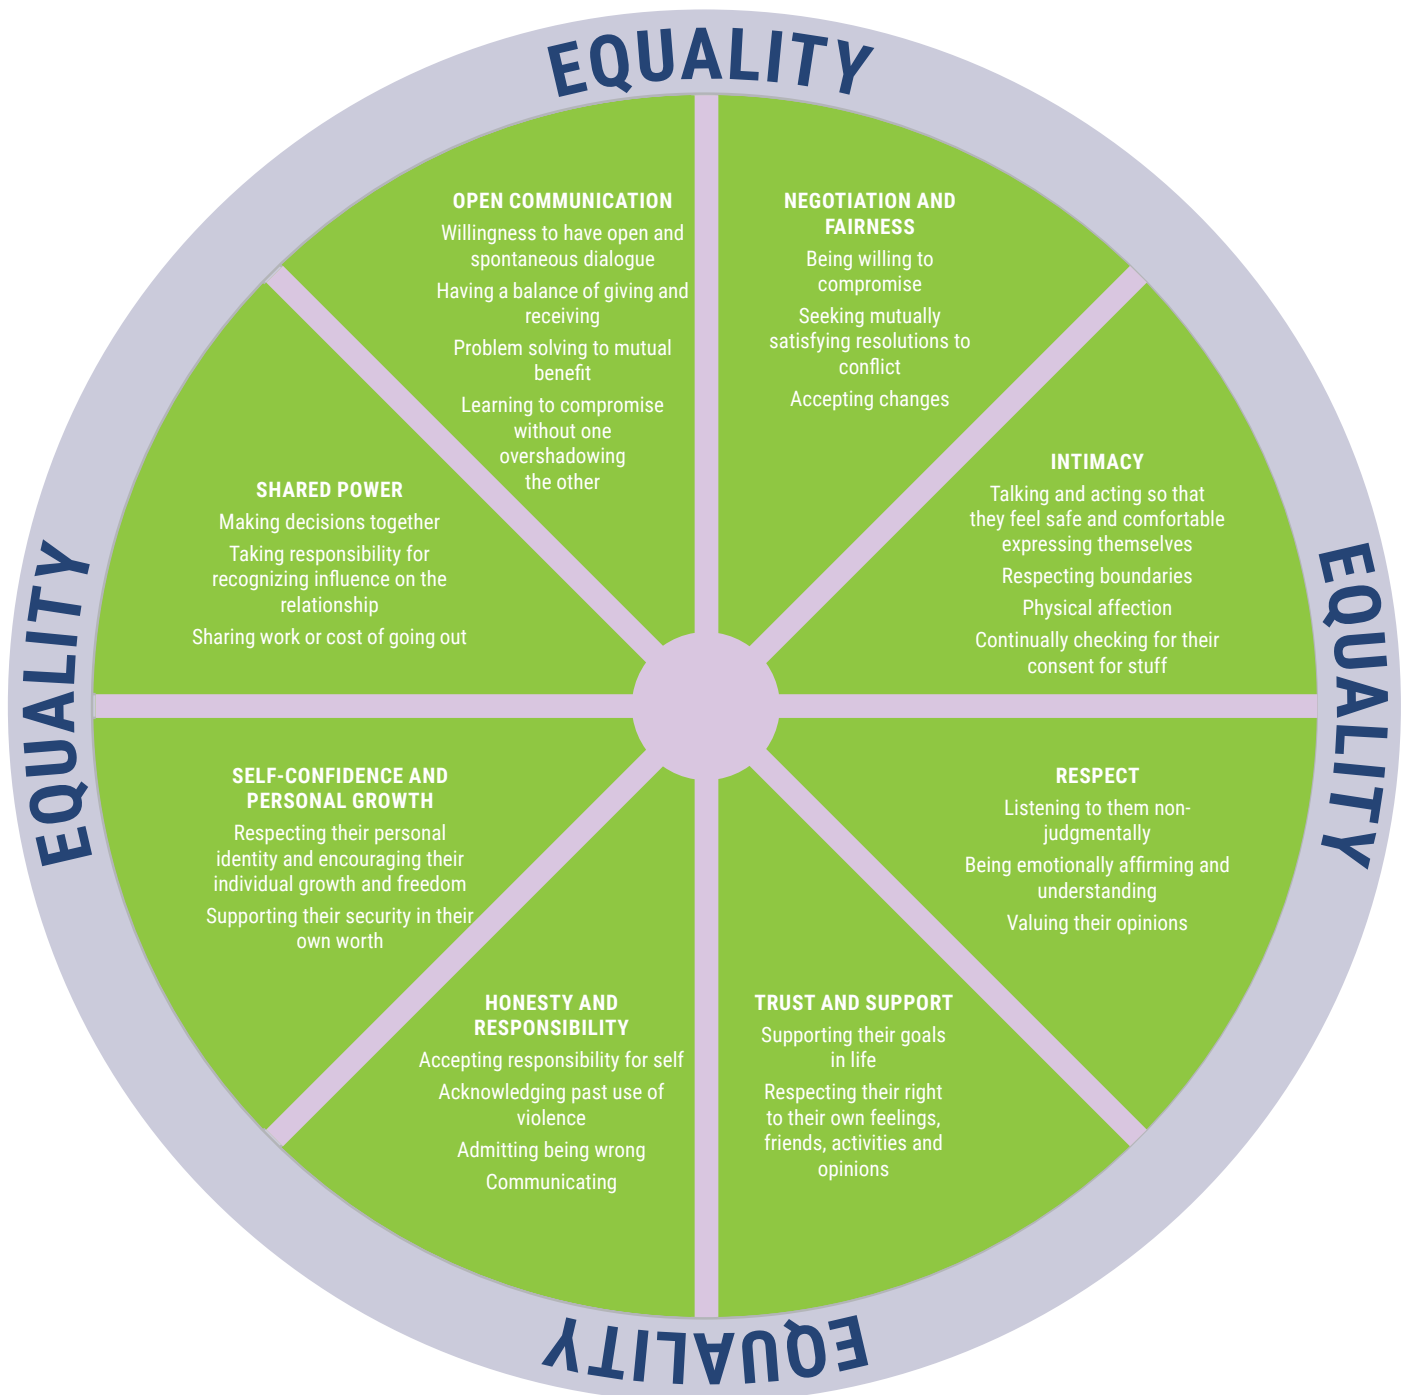 EQUALITY
OPEN COMMUNICATION
Willingness to have open and
spontaneous dialogue
Having a balance of giving and
receiving
Problem solving to mutual
benefit
Learning to compromise
without one
overshadowing
the other
NEGOTIATION AND
FAIRNESS
Being willing to
compromise
Seeking mutually
satisfying resolutions to
conflict
Accepting changes
INTIMACY
Talking and acting so that
they feel safe and comfortable
expressing themselves
Respecting boundaries
Physical affection
Continually checking for their
consent for stuff
EQUALITY
RESPECT
Listening to them non-
judgmentally
Being emotionally affirming and
understanding
Valuing their opinions
TRUST AND SUPPORT
Supporting their goals
in life
Respecting their right
to their own feelings,
friends, activities and
opinions
EQUALITY
HONESTY AND
RESPONSIBILITY
Accepting responsibility for self
Acknowledging past use of
violence
Admitting being wrong
Communicating
SELF-CONFIDENCE AND
PERSONAL GROWTH
Respecting their personal
identity and encouraging their
individual growth and freedom
Supporting their security in their
own worth
EQUALITY
SHARED POWER
Making decisions together
Taking responsibility for
recognizing influence on the
relationship
Sharing work or cost of going out